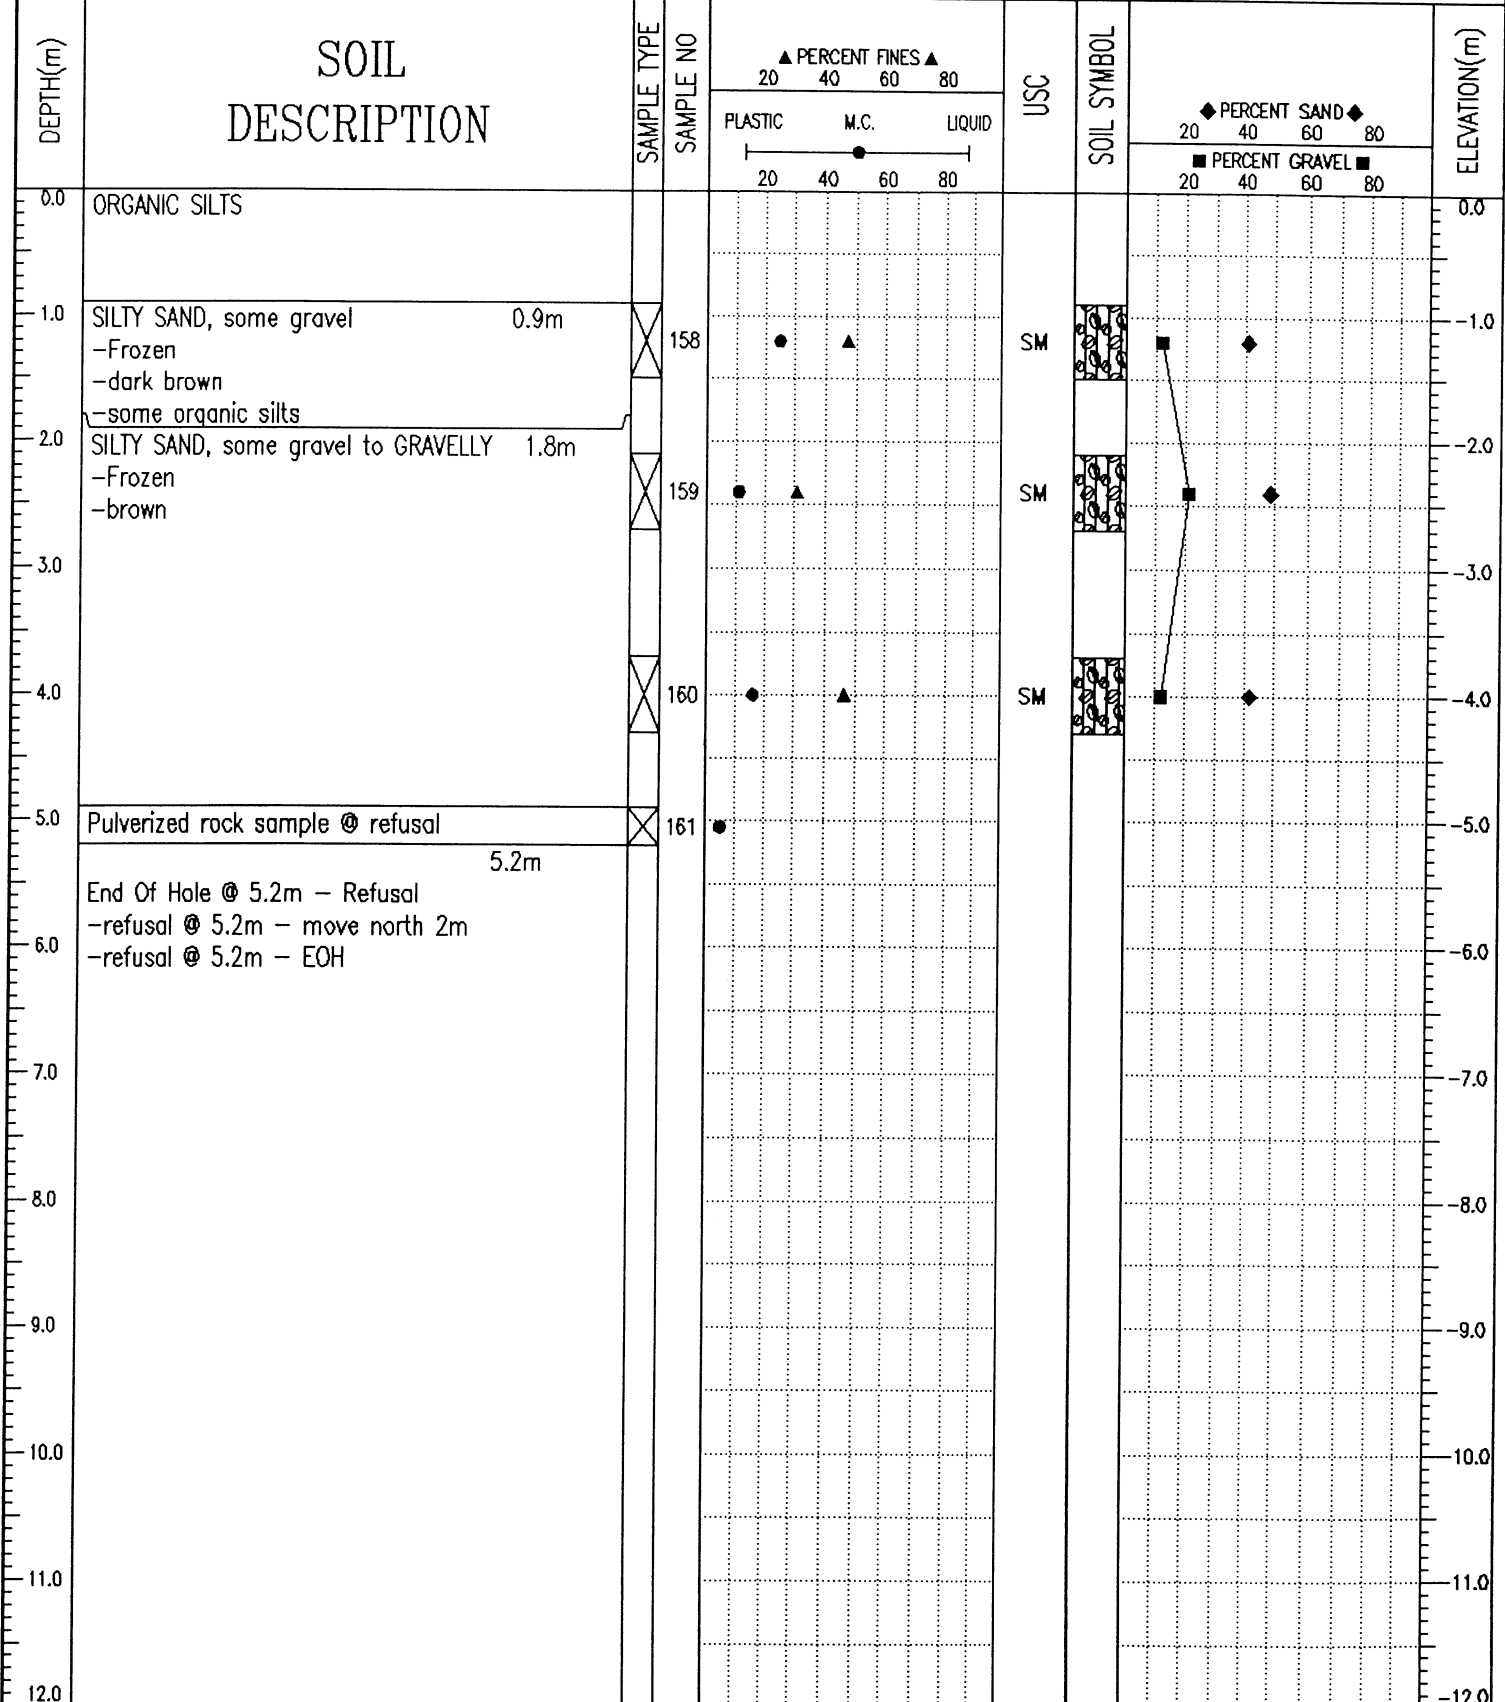 DEPTH(m)
SOIL
DESCRIPTION
SAMPLE TYPE
SAMPLE NO
▲ PERCENT FINES ▲
20 40 60 80
PLASTIC M.C. LIQUID
20 40 60 80
USC
SOIL SYMBOL
◆ PERCENT SAND ◆
20 40 60 80
■ PERCENT GRAVEL ■
20 40 60 80
ELEVATION(m)
0.0 ORGANIC SILTS 0.0
1.0 SILTY SAND, some gravel 0.9m 158 SM -1.0
-Frozen
-dark brown
-some organic silts
2.0 SILTY SAND, some gravel to GRAVELLY 1.8m -2.0
-Frozen 159 SM
-brown
3.0 -3.0
4.0 160 SM -4.0
5.0 Pulverized rock sample @ refusal 161 -5.0
5.2m
End Of Hole @ 5.2m - Refusal
-refusal @ 5.2m - move north 2m
6.0 -6.0
-refusal @ 5.2m - EOH
7.0 -7.0
8.0 -8.0
9.0 -9.0
10.0 -10.0
11.0 -11.0
12.0 -12.0